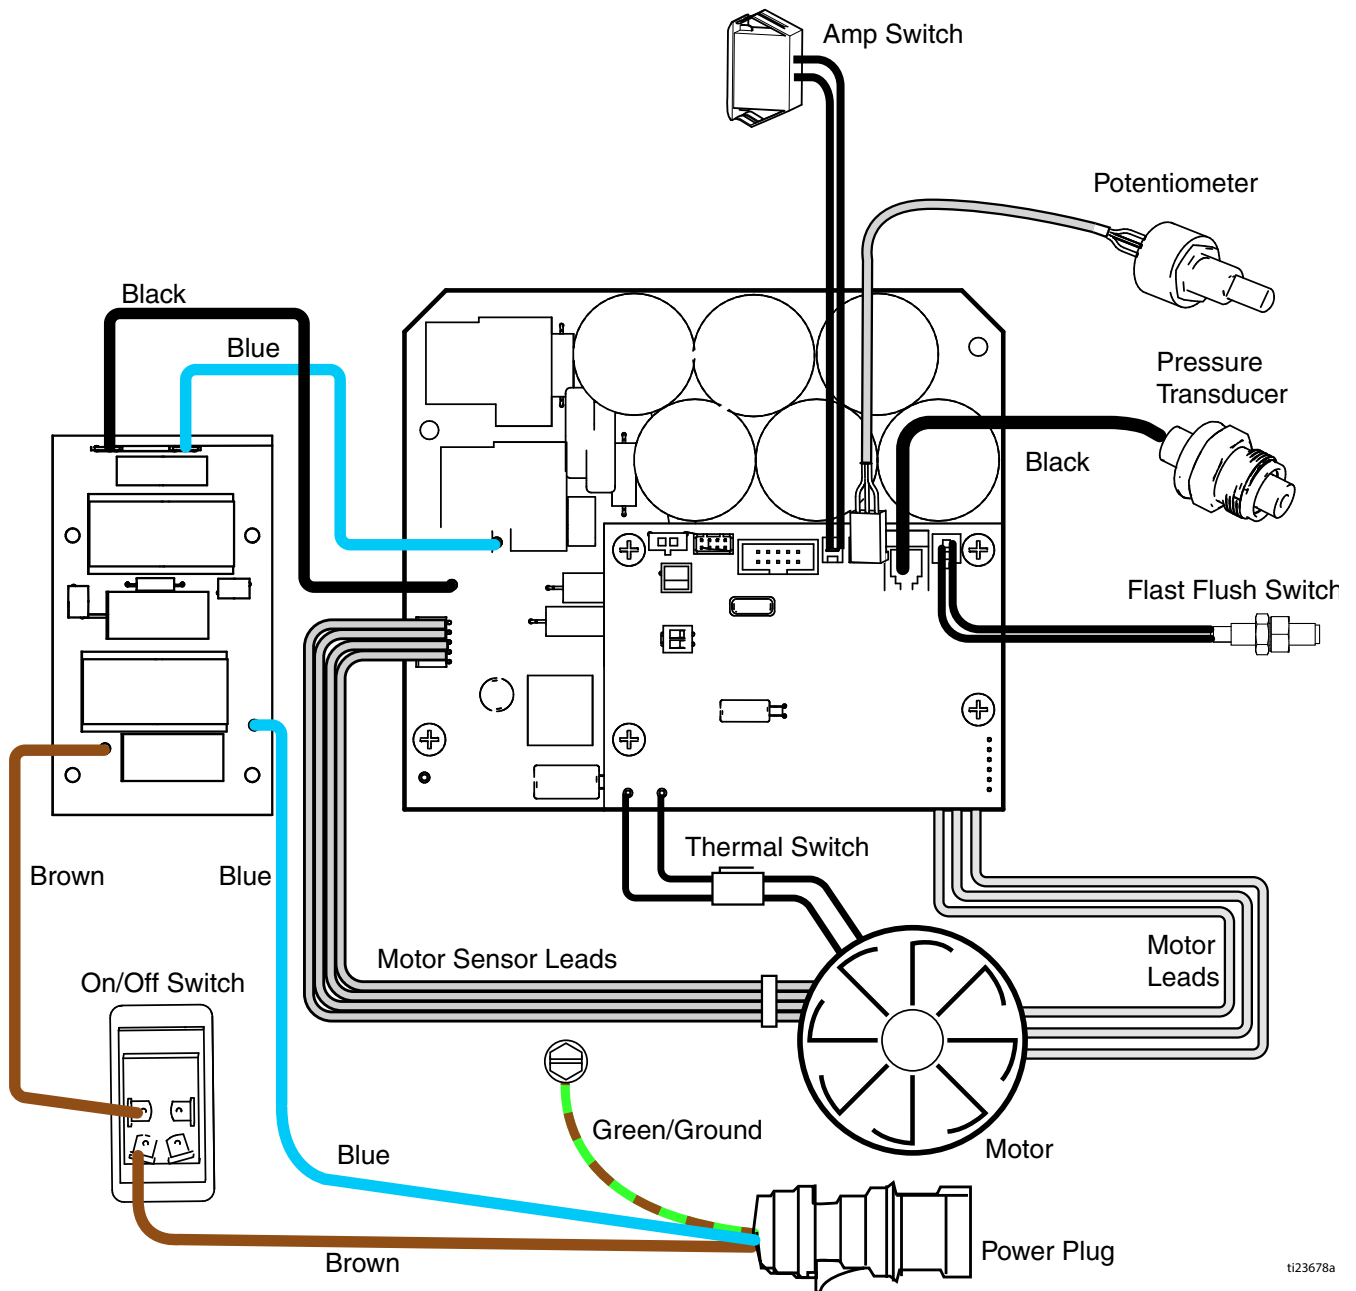 Amp Switch
Potentiometer
Black
Blue
Pressure
Transducer
Black
Flast Flush Switch
Thermal Switch
Brown
Blue
Motor Sensor Leads
Motor
Leads
On/Off Switch
Green/Ground
Motor
Blue
Power Plug
Brown
ti23678a